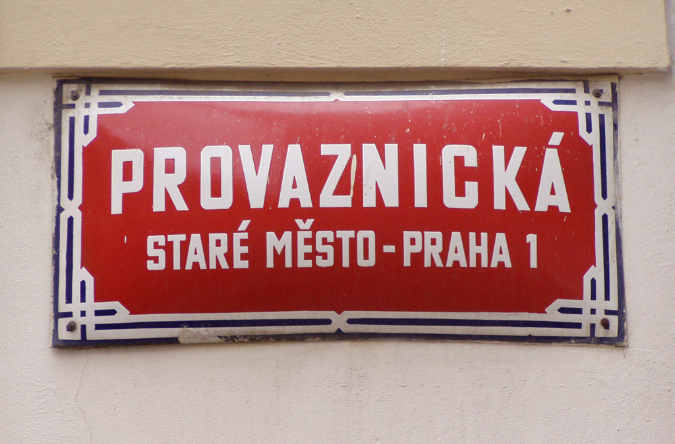 PROVAZNICKÁ
STARÉ MĚSTO - PRAHA 1